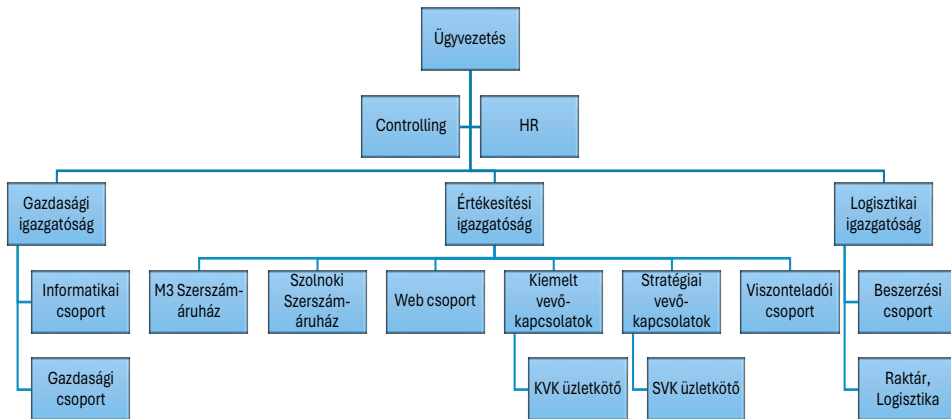 Ügyvezetés
Controlling
HR
Gazdasági
igazgatóság
Értékesítési
igazgatóság
Logisztikai
igazgatóság
Informatikai
csoport
M3 Szerszám-
áruház
Szolnoki
Szerszám-
áruház
Web csoport
Kiemelt
vevő-
kapcsolatok
Stratégiai
vevő-
kapcsolatok
Viszonteladói
csoport
Beszerzési
csoport
Gazdasági
csoport
KVK üzletkötő
SVK üzletkötő
Raktár,
Logisztika